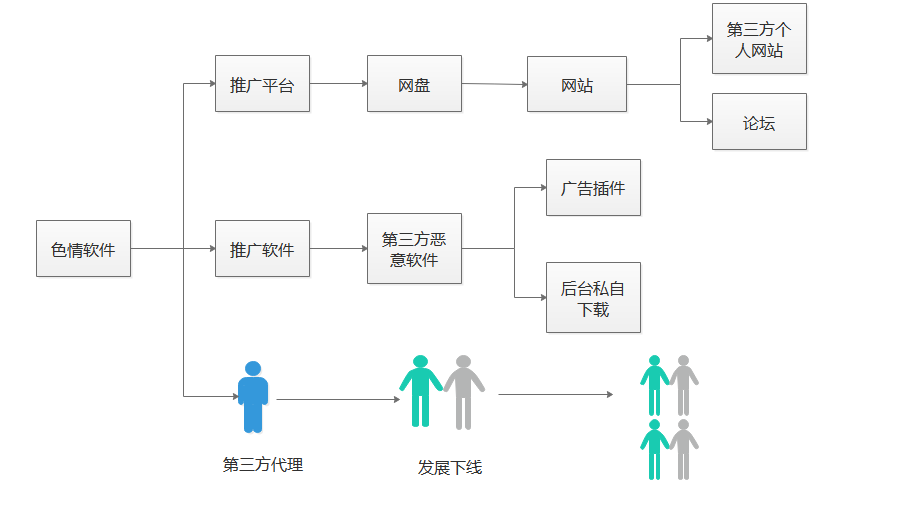 第三方个
人网站
推广平台
网盘
网站
论坛
广告插件
色情软件
推广软件
第三方恶
意软件
后台私自
下载
第三方代理
发展下线